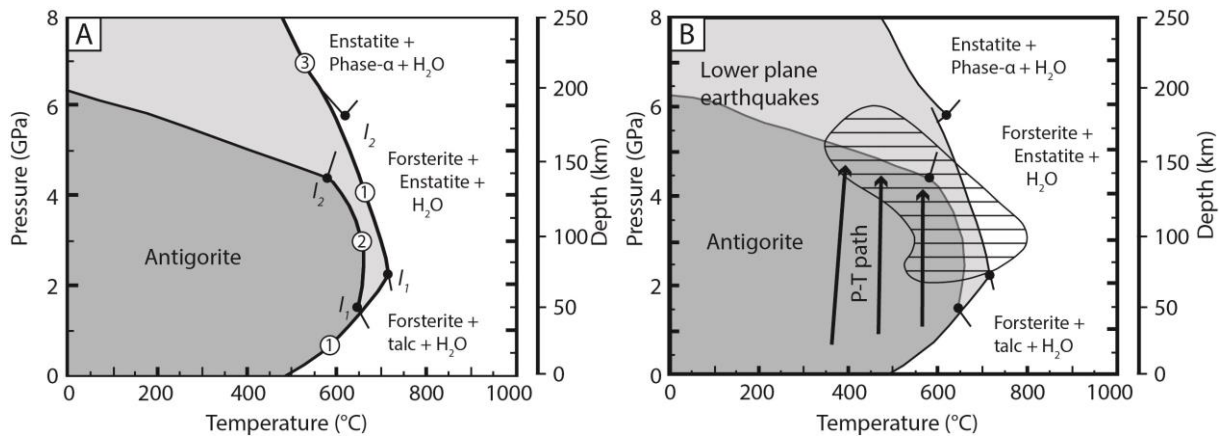 A
8
6
4
2
0
Pressure (GPa)
0
200
400
600
800
1000
Temperature (°C)
250
200
150
100
50
0
Depth (km)
Enstatite +
Phase-α + H₂O
3
I₂
Forsterite +
Enstatite +
H₂O
1
I₂
2
Antigorite
I₁
I₁
Forsterite +
talc + H₂O
1
B
8
6
4
2
0
Pressure (GPa)
0
200
400
600
800
1000
Temperature (°C)
250
200
150
100
50
0
Depth (km)
Enstatite +
Phase-α + H₂O
Lower plane
earthquakes
Forsterite +
Enstatite +
H₂O
Antigorite
P-T path
Forsterite +
talc + H₂O